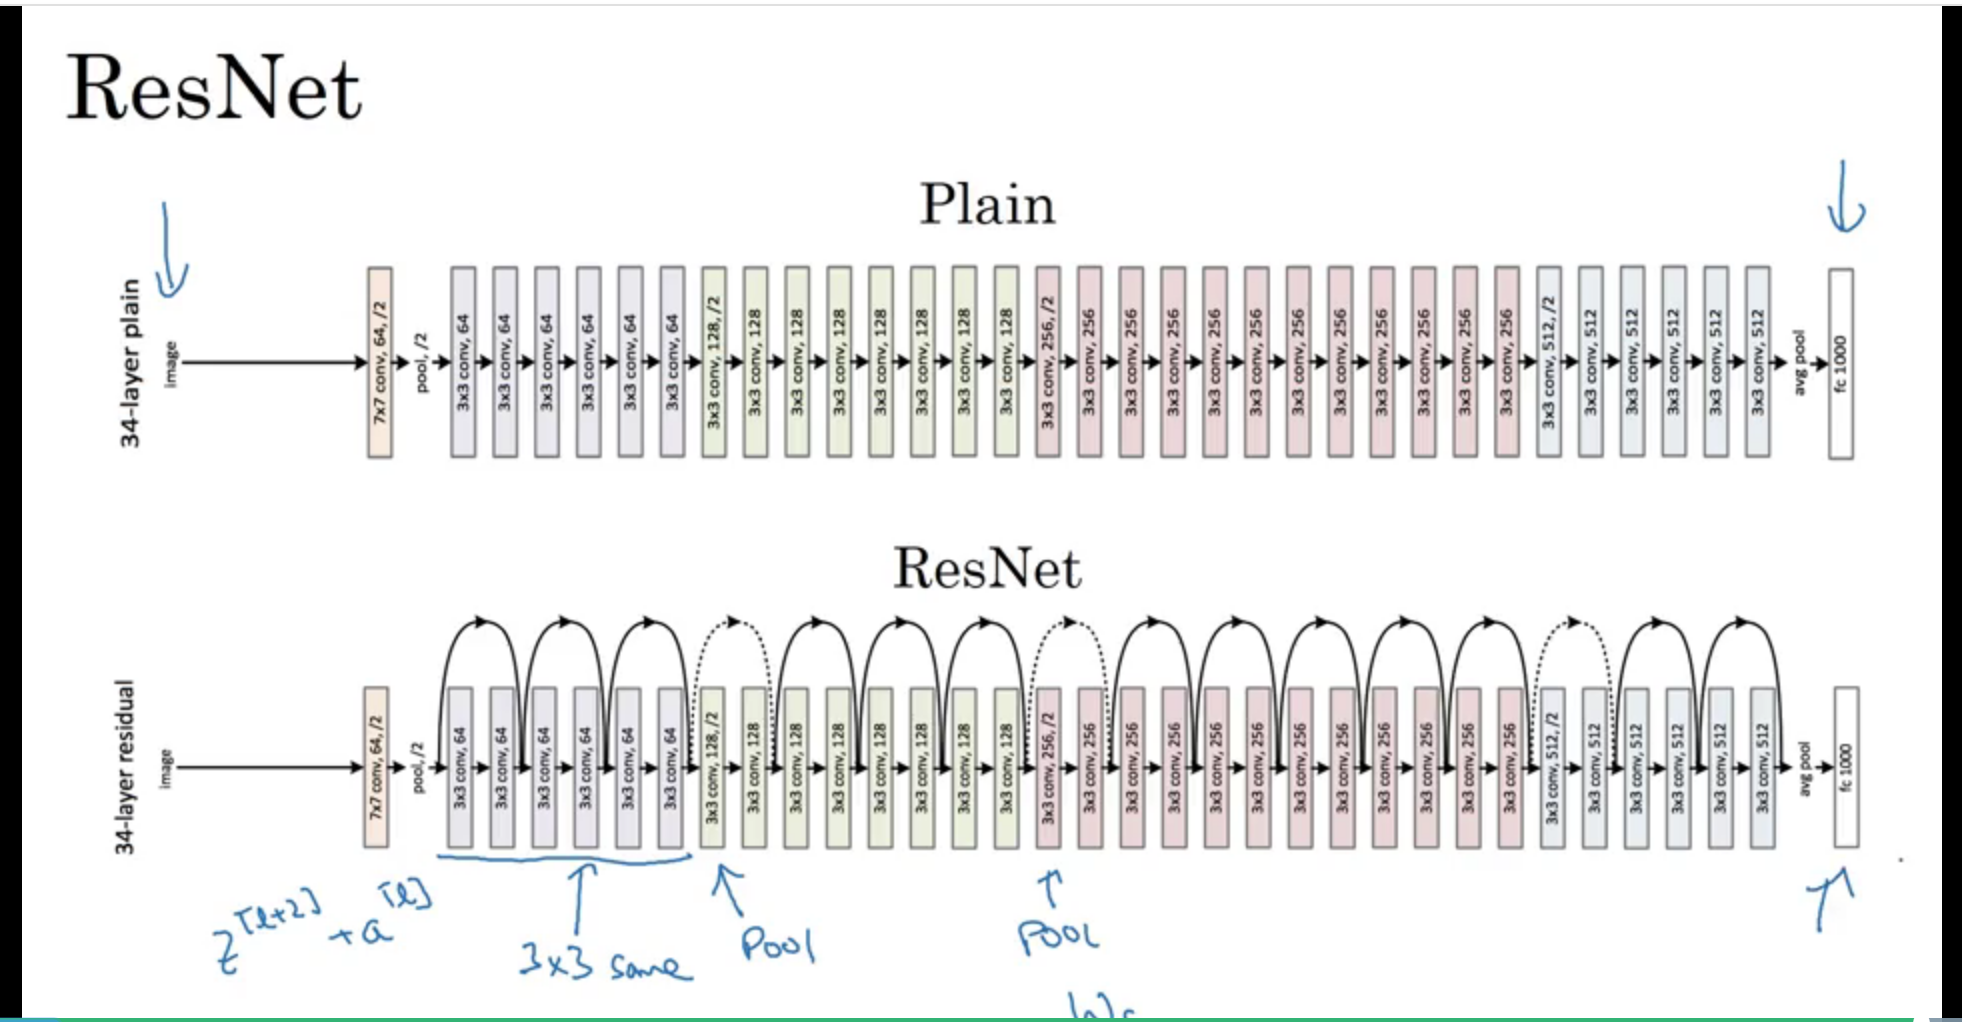 ResNet
Plain
34-layer plain
image
7x7 conv, 64, /2
pool, /2
3x3 conv, 64
3x3 conv, 64
3x3 conv, 64
3x3 conv, 64
3x3 conv, 64
3x3 conv, 64
3x3 conv, 128, /2
3x3 conv, 128
3x3 conv, 128
3x3 conv, 128
3x3 conv, 128
3x3 conv, 128
3x3 conv, 128
3x3 conv, 128
3x3 conv, 256, /2
3x3 conv, 256
3x3 conv, 256
3x3 conv, 256
3x3 conv, 256
3x3 conv, 256
3x3 conv, 256
3x3 conv, 256
3x3 conv, 256
3x3 conv, 256
3x3 conv, 256
3x3 conv, 256
3x3 conv, 512, /2
3x3 conv, 512
3x3 conv, 512
3x3 conv, 512
3x3 conv, 512
3x3 conv, 512
avg pool
fc 1000
ResNet
34-layer residual
image
7x7 conv, 64, /2
pool, /2
3x3 conv, 64
3x3 conv, 64
3x3 conv, 64
3x3 conv, 64
3x3 conv, 64
3x3 conv, 64
3x3 conv, 128, /2
3x3 conv, 128
3x3 conv, 128
3x3 conv, 128
3x3 conv, 128
3x3 conv, 128
3x3 conv, 128
3x3 conv, 128
3x3 conv, 256, /2
3x3 conv, 256
3x3 conv, 256
3x3 conv, 256
3x3 conv, 256
3x3 conv, 256
3x3 conv, 256
3x3 conv, 256
3x3 conv, 256
3x3 conv, 256
3x3 conv, 256
3x3 conv, 256
3x3 conv, 512, /2
3x3 conv, 512
3x3 conv, 512
3x3 conv, 512
3x3 conv, 512
3x3 conv, 512
avg pool
fc 1000
z[l+2] + a[l]
3x3 same
Pool
Pool